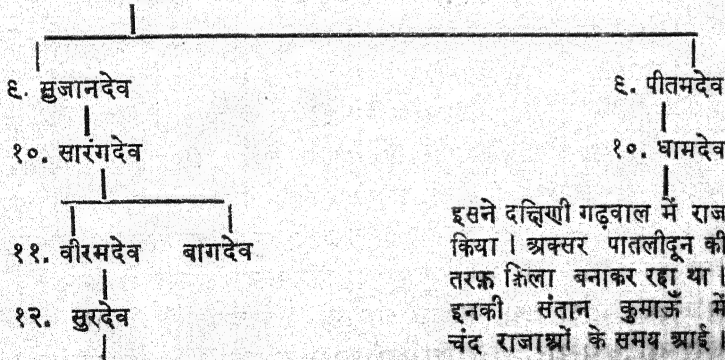 ९. सुजानदेव
९. पीतमदेव
१०. सारंगदेव
१०. धामदेव
११. वीरमदेव बागदेव
१२. सुरदेव
इसने दक्षिणी गढ़वाल में राज
किया। अक्सर पातलीदून की
तरफ़ क़िला बनाकर रहा था।
इनकी संतान कुमाऊँ में
चंद राजाओं के समय आई।